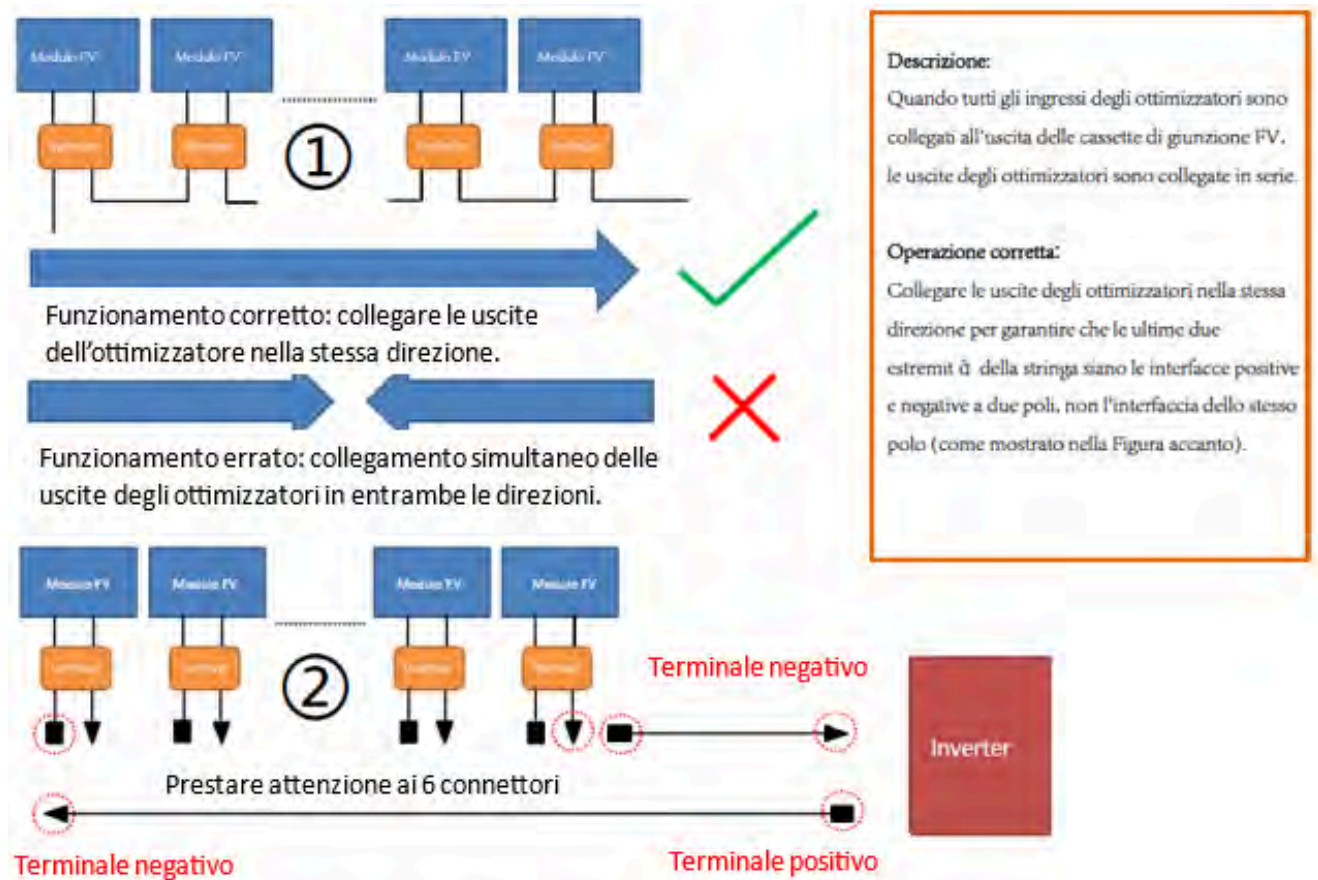 Modulo FV
Modulo FV
Modulo FV
Modulo FV
1
Funzionamento corretto: collegare le uscite
dell'ottimizzatore nella stessa direzione.
Funzionamento errato: collegamento simultaneo delle
uscite degli ottimizzatori in entrambe le direzioni.
Descrizione:
Quando tutti gli ingressi degli ottimizzatori sono
collegati all'uscita delle cassette di giunzione FV,
le uscite degli ottimizzatori sono collegate in serie.
Operazione corretta:
Collegare le uscite degli ottimizzatori nella stessa
direzione per garantire che le ultime due
estremit à della stringa siano le interfacce positive
e negative a due poli, non l'interfaccia dello stesso
polo (come mostrato nella Figura accanto).
Modulo FV
Modulo FV
Modulo FV
Modulo FV
2
Terminale negativo
Inverter
Prestare attenzione ai 6 connettori
Terminale negativo
Terminale positivo